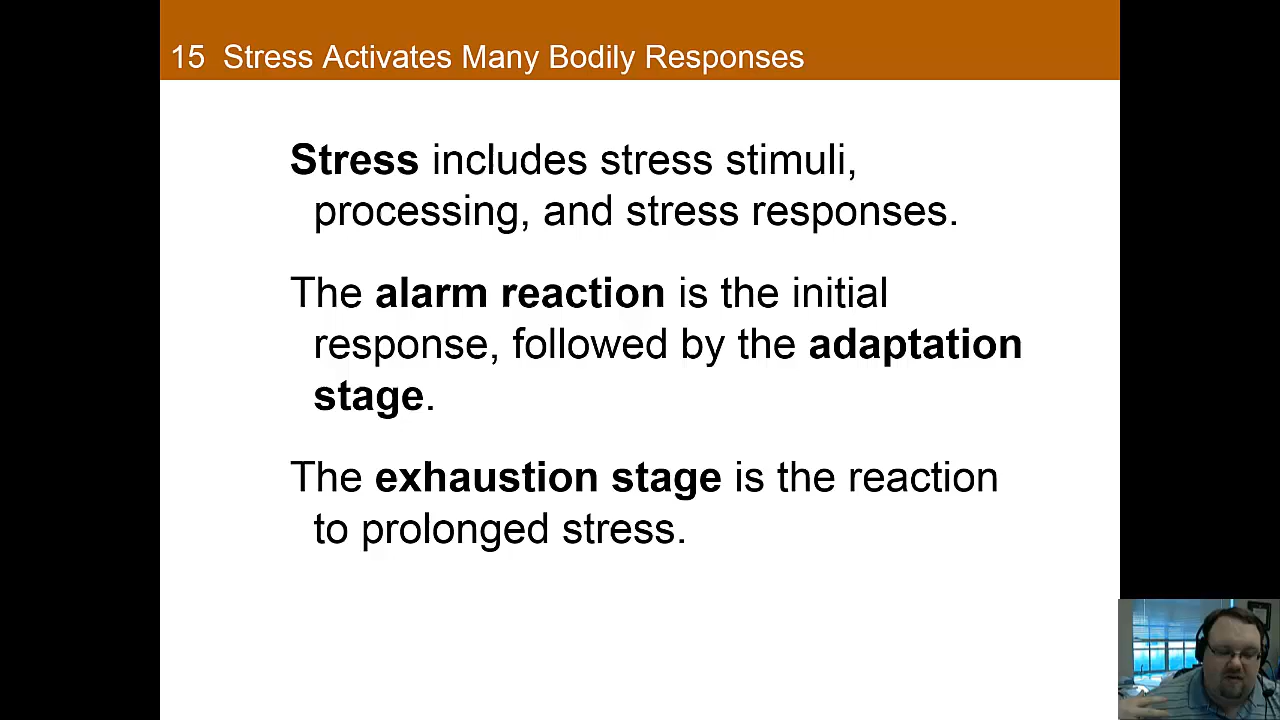 15 Stress Activates Many Bodily Responses
Stress includes stress stimuli,
processing, and stress responses.
The alarm reaction is the initial
response, followed by the adaptation
stage.
The exhaustion stage is the reaction
to prolonged stress.